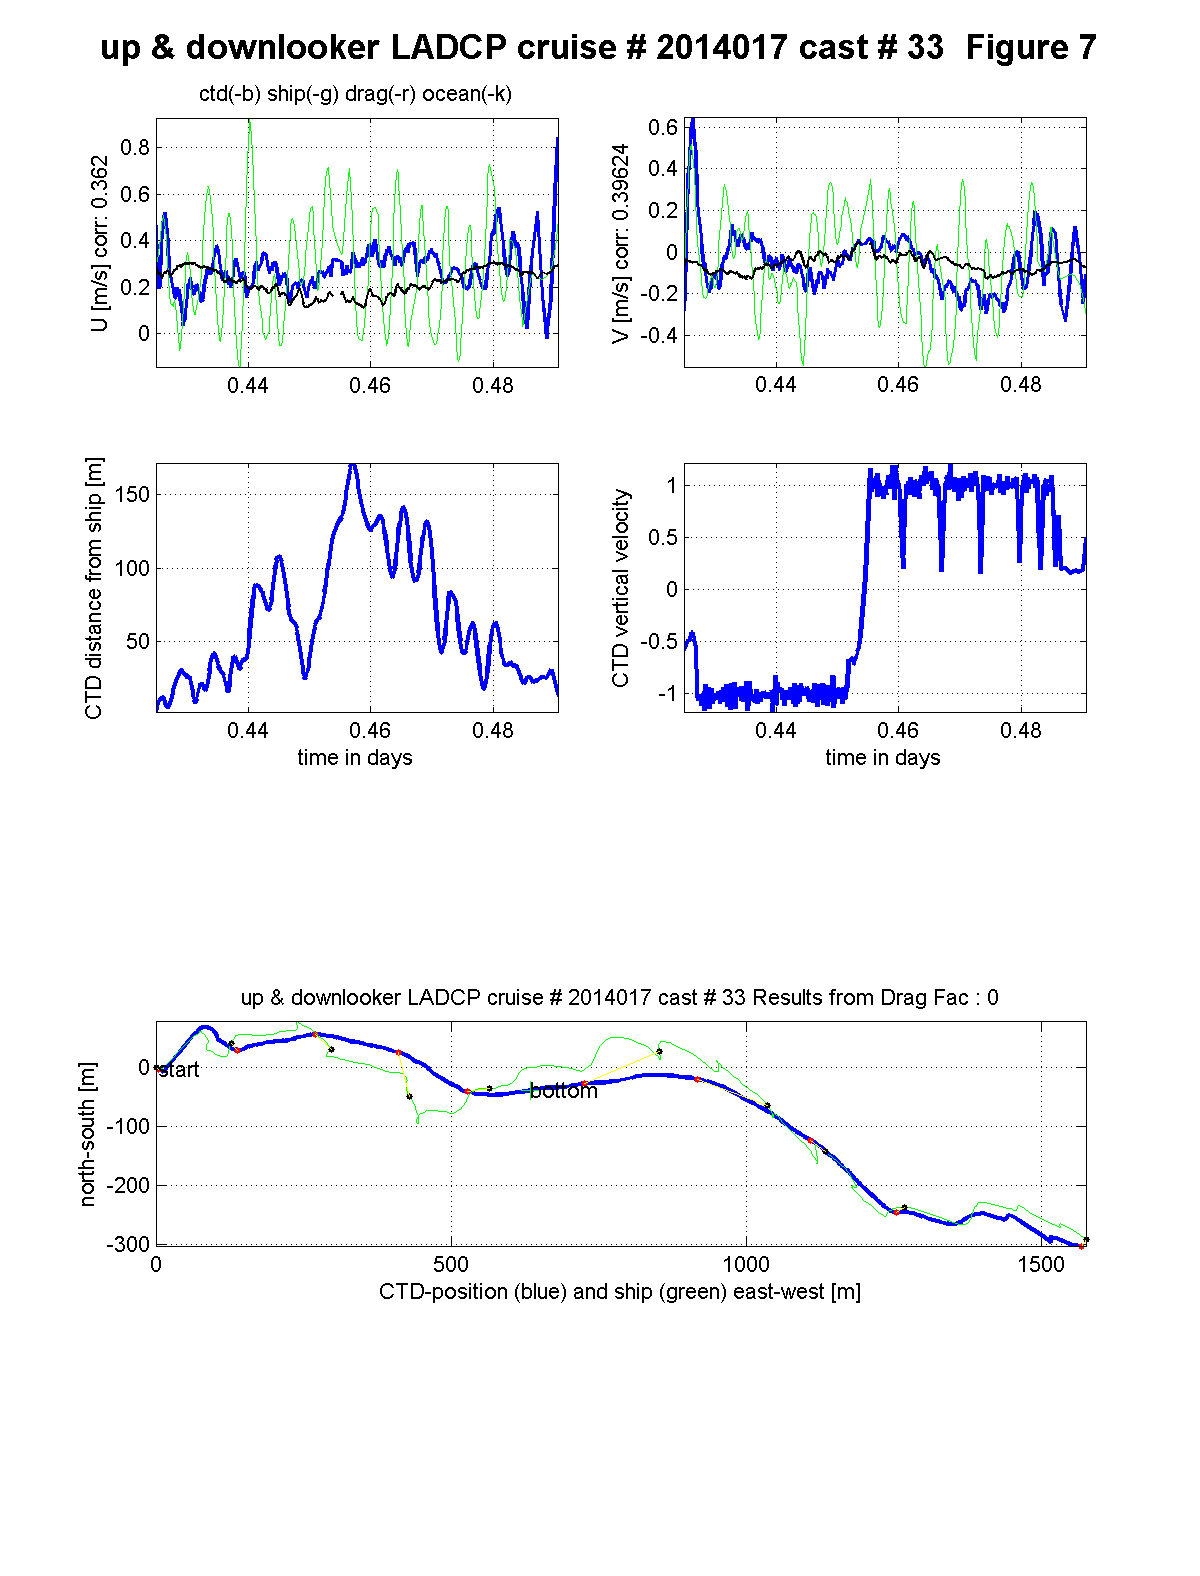 up & downlooker LADCP cruise # 2014017 cast # 33  Figure 7
ctd(-b) ship(-g) drag(-r) ocean(-k)
U [m/s] corr: 0.362
0.8
0.6
0.4
0.2
0
0.44 0.46 0.48
V [m/s] corr: 0.39624
0.6
0.4
0.2
0
-0.2
-0.4
0.44 0.46 0.48
CTD distance from ship [m]
150
100
50
0.44 0.46 0.48
time in days
CTD vertical velocity
1
0.5
0
-0.5
-1
0.44 0.46 0.48
time in days
up & downlooker LADCP cruise # 2014017 cast # 33 Results from Drag Fac : 0
north-south [m]
0
-100
-200
-300
start
bottom
0 500 1000 1500
CTD-position (blue) and ship (green) east-west [m]